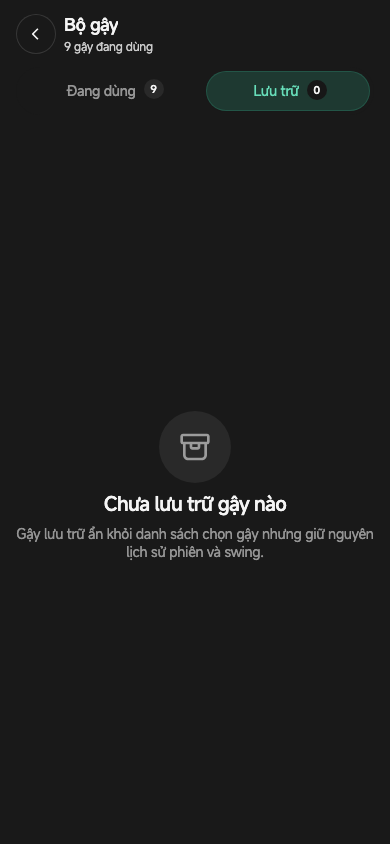 Bộ gậy
9 gậy đang dùng
Đang dùng 9
Lưu trữ 0
Chưa lưu trữ gậy nào
Gậy lưu trữ ẩn khỏi danh sách chọn gậy nhưng giữ nguyên
lịch sử phiên và swing.